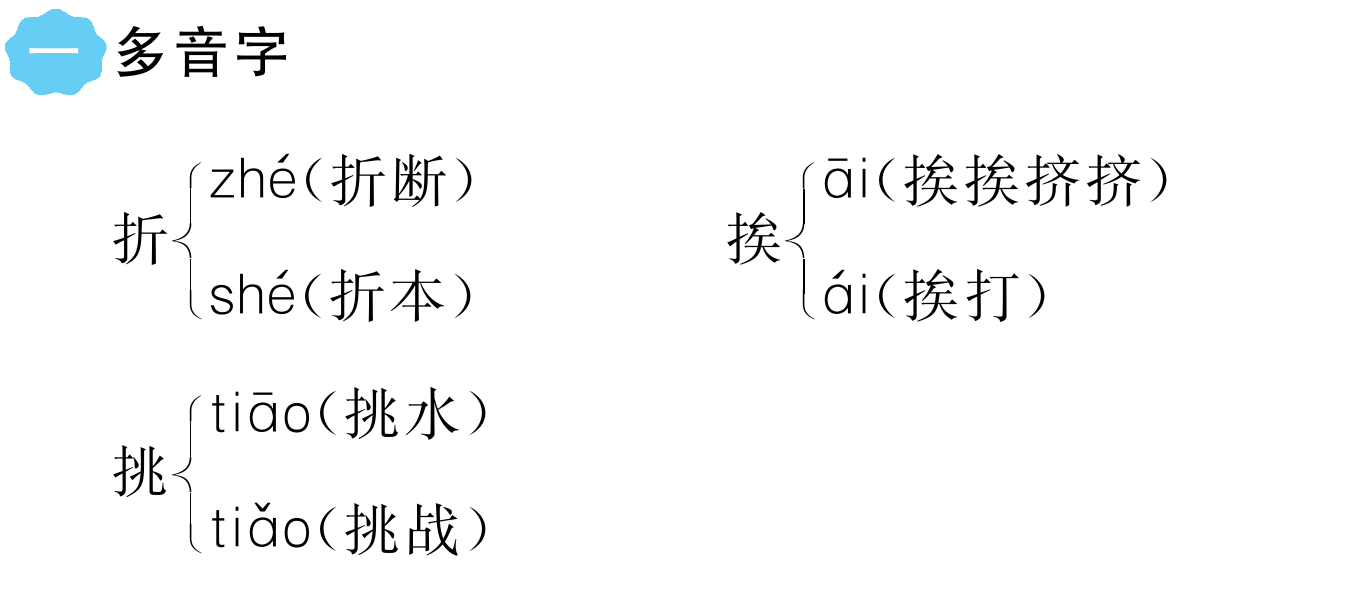 一 多音字
折 zhé(折断)
shé(折本)
挨 āi(挨挨挤挤)
ái(挨打)
挑 tiāo(挑水)
tiǎo(挑战)